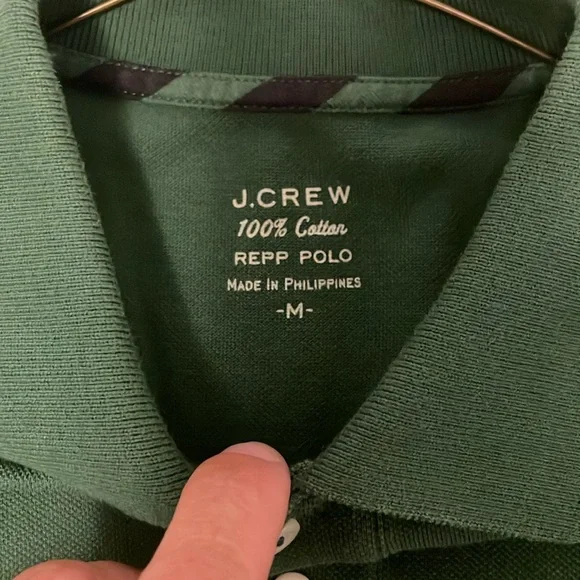 J.CREW
100% Cotton
REPP POLO
MADE IN PHILIPPINES
-M-